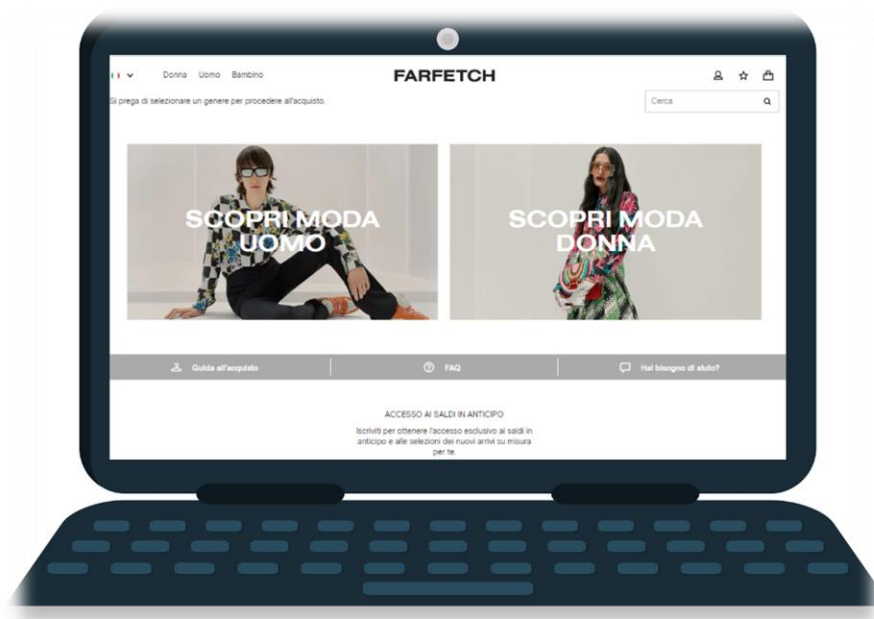 Donna Uomo Bambino
FARFETCH
Si prega di selezionare un genere per procedere all'acquisto.
Cerca
SCOPRI MODA
UOMO
SCOPRI MODA
DONNA
Guida all'acquisto
FAQ
Hai bisogno di aiuto?
ACCESSO AI SALDI IN ANTICIPO
Iscriviti per ottenere l'accesso esclusivo ai saldi in
anticipo e alle selezioni dei nuovi arrivi su misura
per te.